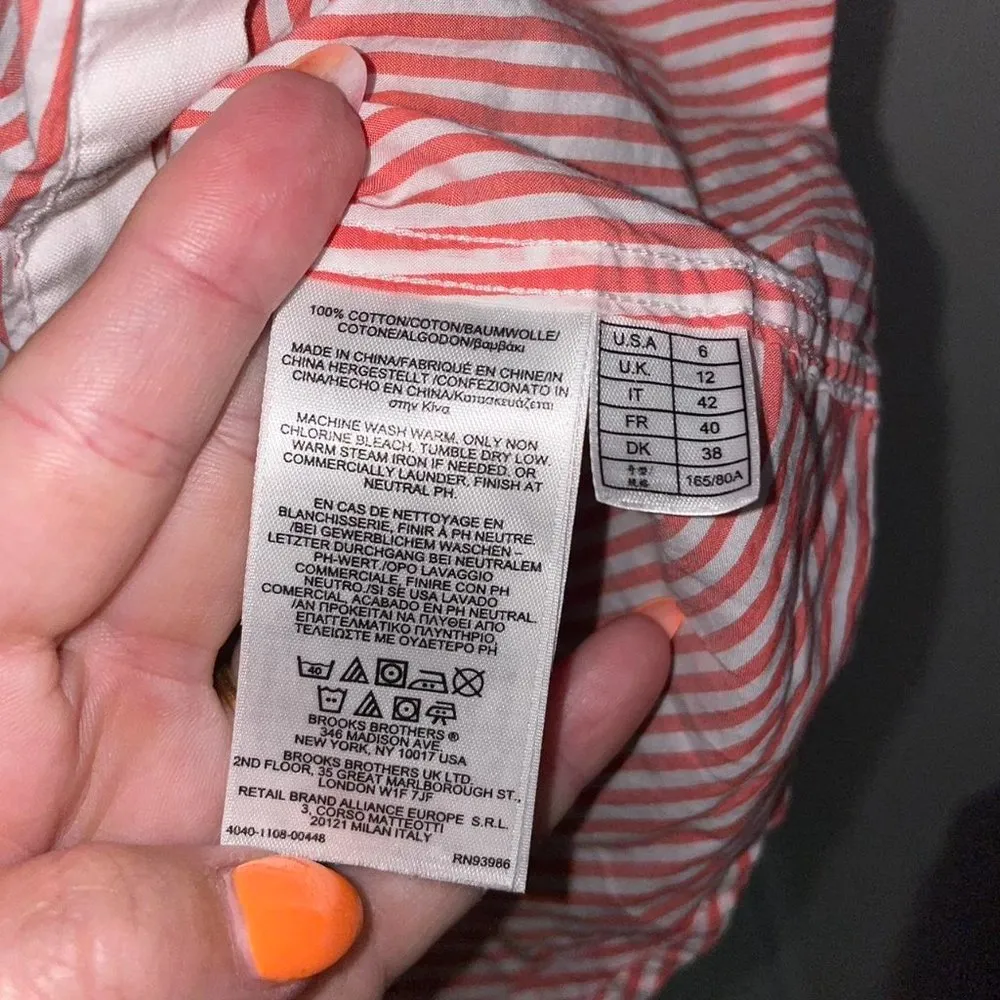 100% COTTON/COTON/BAUMWOLLE/
COTONE/ALGODON/βαμβάκι
MADE IN CHINA/FABRIQUÉ EN CHINE/IN
CHINA HERGESTELLT /CONFEZIONATO IN
CINA/HECHO EN CHINA/Κατασκευάζεται
στην Κίνα
MACHINE WASH WARM. ONLY NON
CHLORINE BLEACH. TUMBLE DRY LOW.
WARM STEAM IRON IF NEEDED. OR
COMMERCIALLY LAUNDER, FINISH AT
NEUTRAL PH.
EN CAS DE NETTOYAGE EN
BLANCHISSERIE, FINIR À PH NEUTRE.
/BEI GEWERBLICHEM WASCHEN –
LETZTER DURCHGANG BEI NEUTRALEM
PH-WERT./OPO LAVAGGIO
COMMERCIALE, FINIRE CON PH
NEUTRO./SI SE USA LAVADO
COMERCIAL, ACABADO EN PH NEUTRAL.
/ΑΝ ΠΡΟΚΕΙΤΑΙ ΝΑ ΠΛΥΘΕΙ ΑΠΟ
ΕΠΑΓΓΕΛΜΑΤΙΚΟ ΠΛΥΝΤΗΡΙΟ,
ΤΕΛΕΙΩΣΤΕ ΜΕ ΟΥΔΕΤΕΡΟ PH
40
BROOKS BROTHERS ®
346 MADISON AVE.
NEW YORK, NY 10017 USA
BROOKS BROTHERS UK LTD.
2ND FLOOR, 35 GREAT MARLBOROUGH ST.,
LONDON W1F 7JF
RETAIL BRAND ALLIANCE EUROPE S.R.L.
3, CORSO MATTEOTTI
20121 MILAN ITALY
4040-1108-00448
RN93986
U.S.A 6
U.K. 12
IT 42
FR 40
DK 38
165/80A